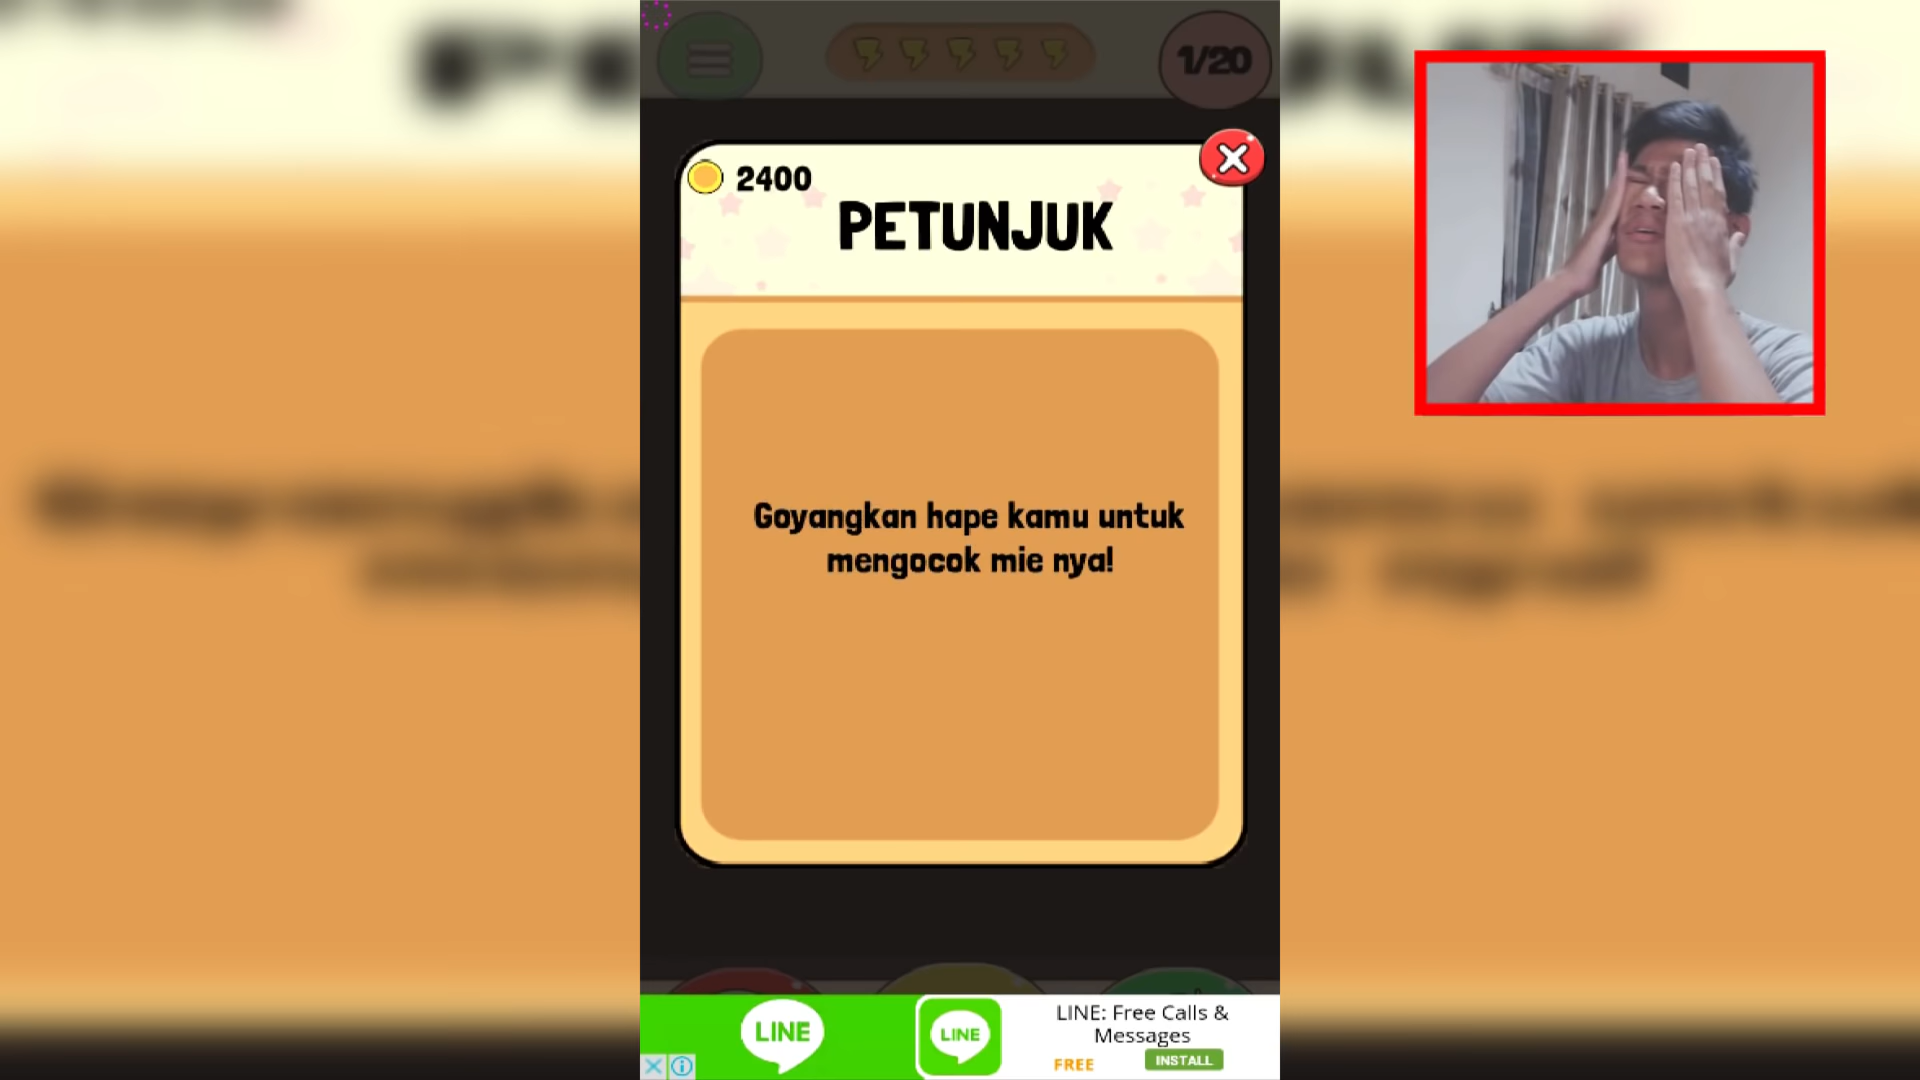 1/20
2400
PETUNJUK
Goyangkan hape kamu untuk
mengocok mie nya!
LINE
LINE
LINE: Free Calls &
Messages
FREE
INSTALL